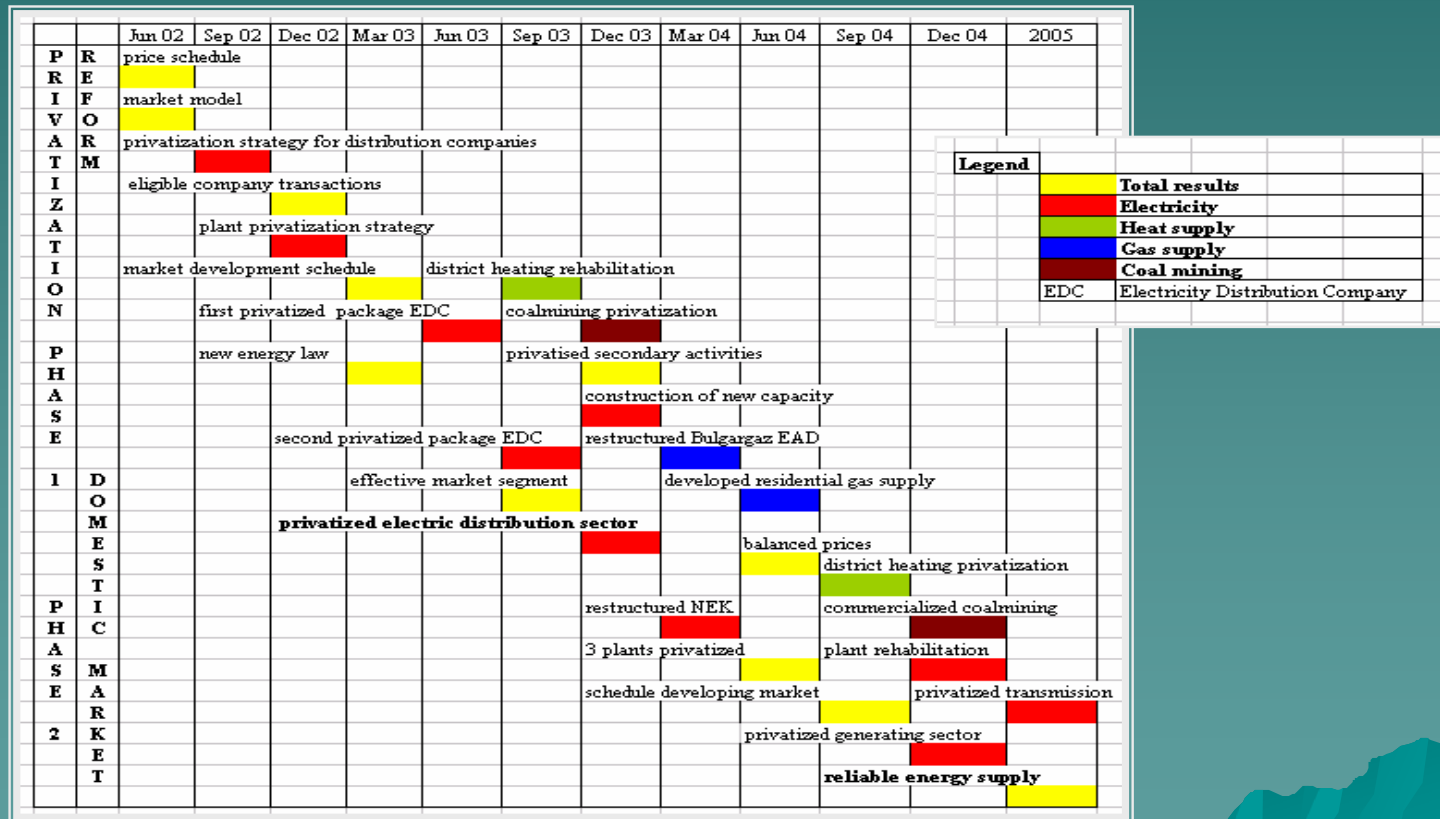 Jun 02 Sep 02 Dec 02 Mar 03 Jun 03 Sep 03 Dec 03 Mar 04 Jun 04 Sep 04 Dec 04 2005
P R price schedule
R E
I F market model
V O
A R privatization strategy for distribution companies
T M
I eligible company transactions
Z
A plant privatization strategy
T
I market development schedule district heating rehabilitation
O
N first privatized package EDC coalmining privatization
P new energy law privatised secondary activities
H
A construction of new capacity
S
E second privatized package EDC restructured Bulgargaz EAD
1 D effective market segment developed residential gas supply
O
M privatized electric distribution sector
E balanced prices
S district heating privatization
T
P I restructured NEK commercialized coalmining
H C
A 3 plants privatized plant rehabilitation
S M
E A schedule developing market privatized transmission
R
2 K privatized generating sector
E
T reliable energy supply
Legend
Total results
Electricity
Heat supply
Gas supply
Coal mining
EDC Electricity Distribution Company